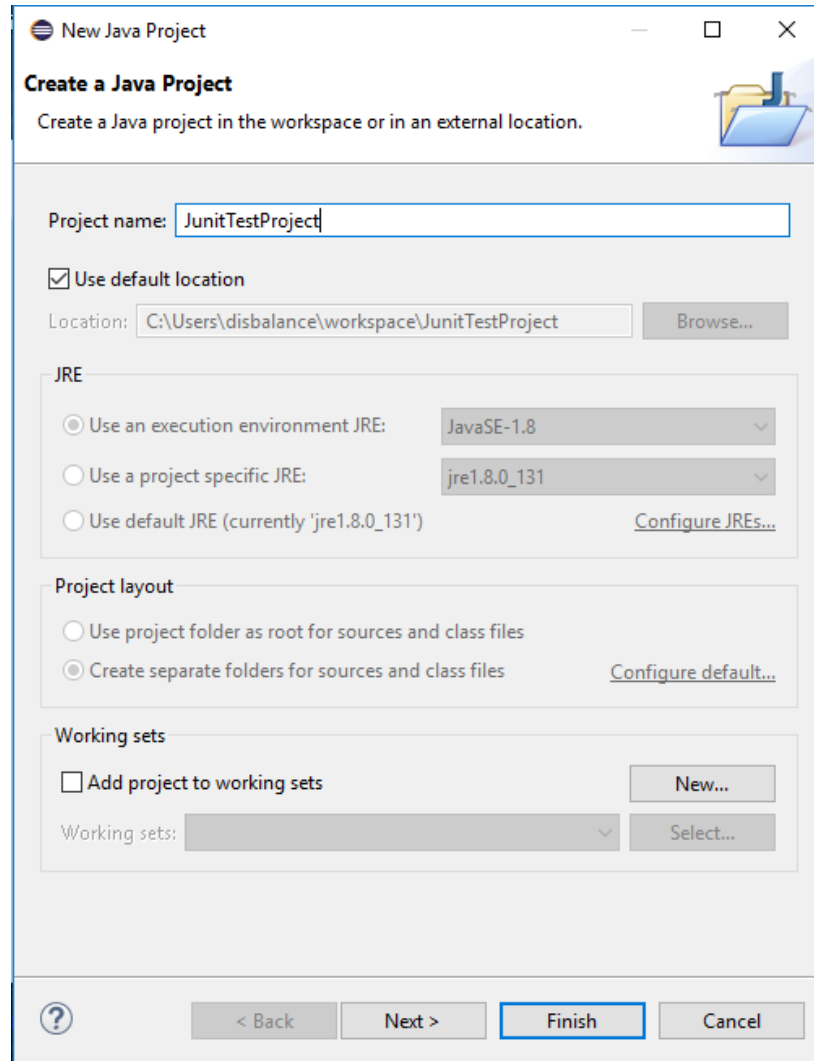 New Java Project
Create a Java Project
Create a Java project in the workspace or in an external location.
Project name: JunitTestProject
Use default location
Location: C:\Users\disbalance\workspace\JunitTestProject Browse...
JRE
Use an execution environment JRE: JavaSE-1.8
Use a project specific JRE: jre1.8.0_131
Use default JRE (currently 'jre1.8.0_131') Configure JREs...
Project layout
Use project folder as root for sources and class files
Create separate folders for sources and class files Configure default...
Working sets
Add project to working sets New...
Working sets: Select...
? < Back Next > Finish Cancel